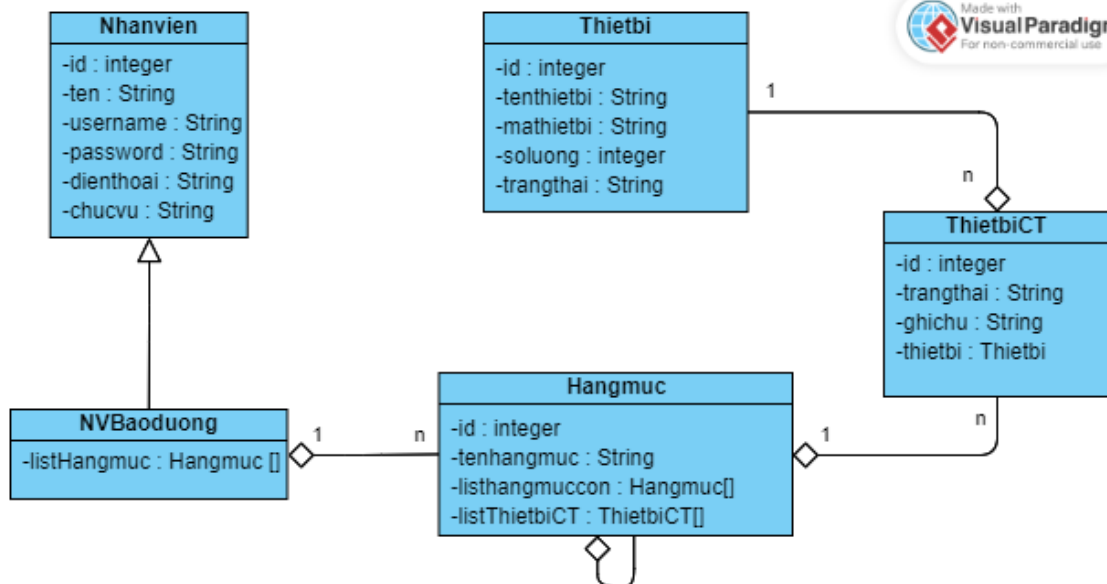 Made with
Visual Paradigm
For non-commercial use
Nhanvien
-id : integer
-ten : String
-username : String
-password : String
-dienthoai : String
-chucvu : String
Thietbi
-id : integer
-tenthietbi : String
-mathietbi : String
-soluong : integer
-trangthai : String
1
n
ThietbiCT
-id : integer
-trangthai : String
-ghichu : String
-thietbi : Thietbi
NVBaoduong
-listHangmuc : Hangmuc []
1
n
Hangmuc
-id : integer
-tenhangmuc : String
-listhangmuccon : Hangmuc[]
-listThietbiCT : ThietbiCT[]
1
n